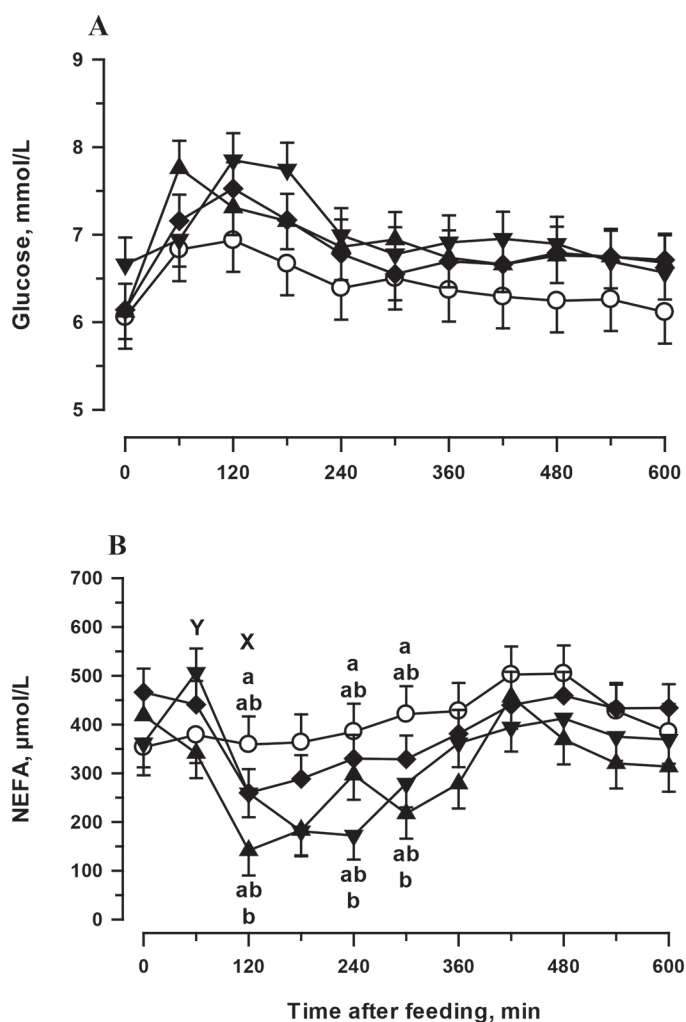 A
9
8
7
6
5
Glucose, mmol/L
0 120 240 360 480 600
B
700
600
500
400
300
200
100
0
NEFA, µmol/L
Y X a
a a ab
ab ab
ab
ab ab b
b b
0 120 240 360 480 600
Time after feeding, min